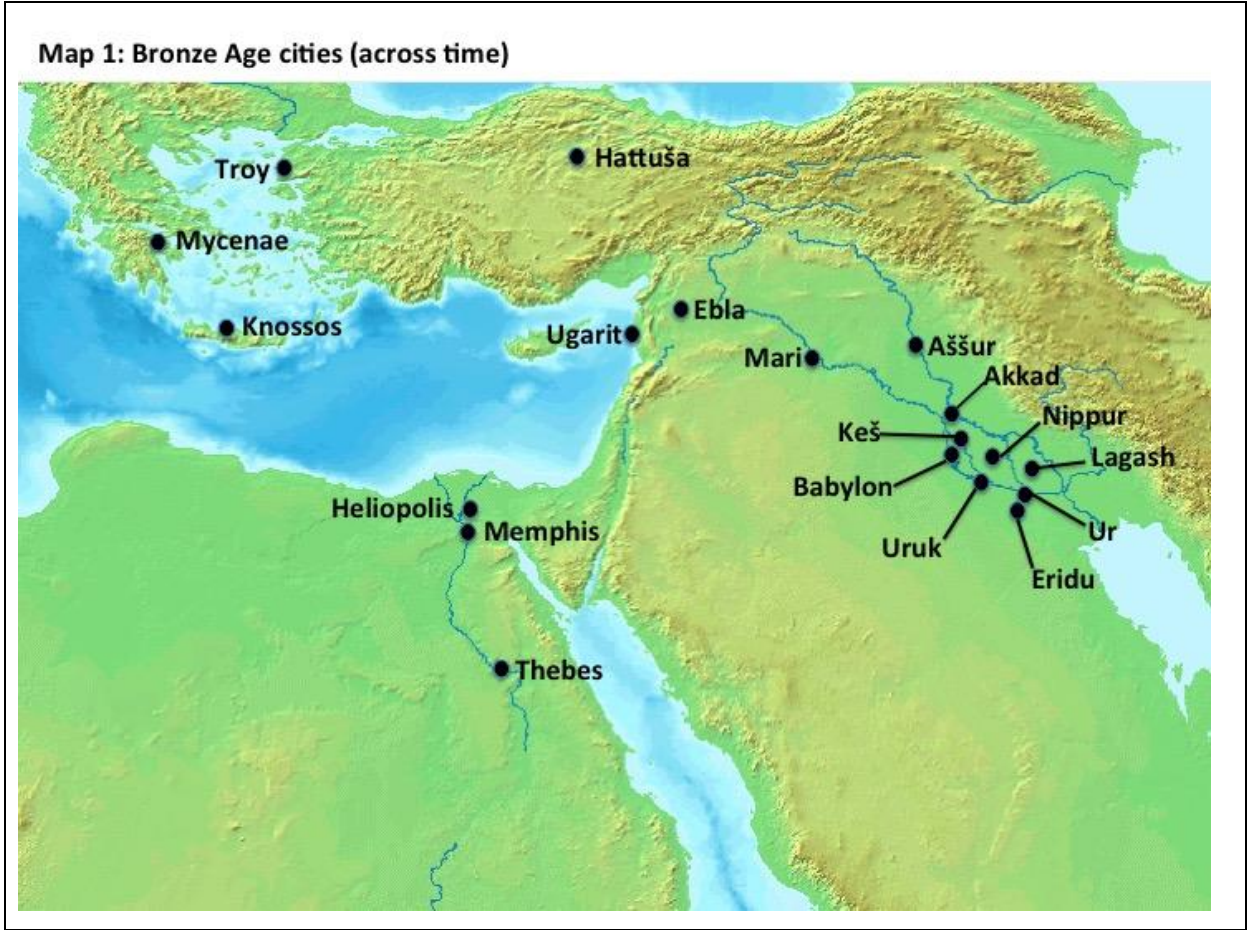 Map 1: Bronze Age cities (across time)
Hattuša
Troy
Mycenae
Ebla
Knossos
Ugarit
Aššur
Mari
Akkad
Nippur
Keš
Lagash
Babylon
Heliopolis
Memphis
Ur
Uruk
Eridu
Thebes